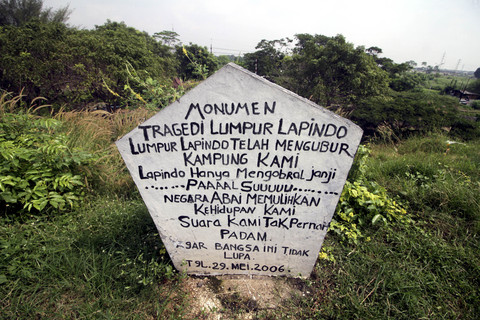 MONUMEN
TRAGEDI LUMPUR LAPINDO
LUMPUR LAPINDO TELAH MENGUBUR
KAMPUNG KAMI
Lapindo Hanya Mengobral janji
........PAAAAL SUUUUU........
NEGARA ABAI MEMULIHKAN
KEHIDUPAN KAMI
SUARA KAMI TAK PERNAH
PADAM.
AGAR BANGSA INI TIDAK
LUPA.
TGL. 29. MEI. 2006